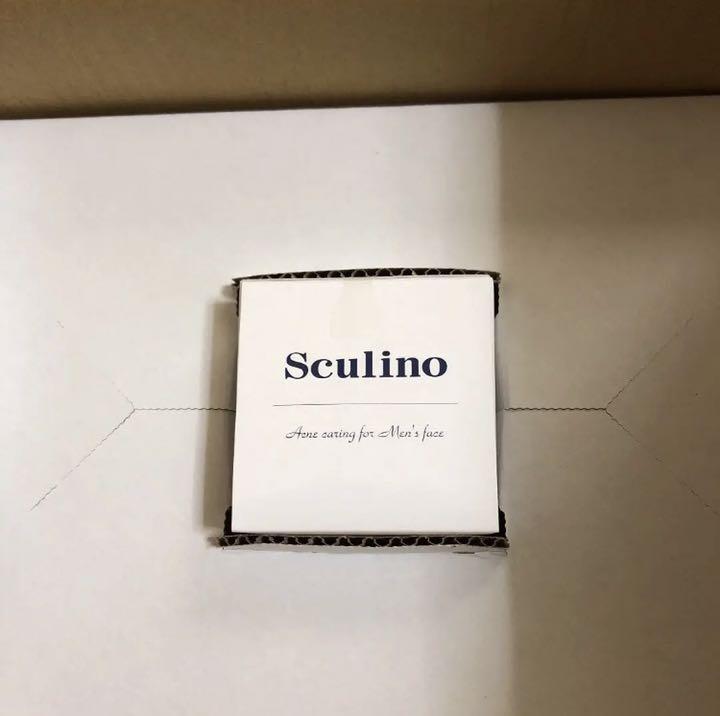 Sculino
Acne caring for Men's face